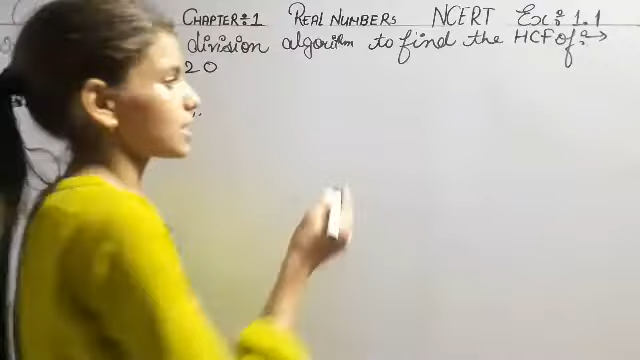 CHAPTER:1 REAL NUMBERS NCERT Ex:1.1
division algorithm to find the HCF of:→
20